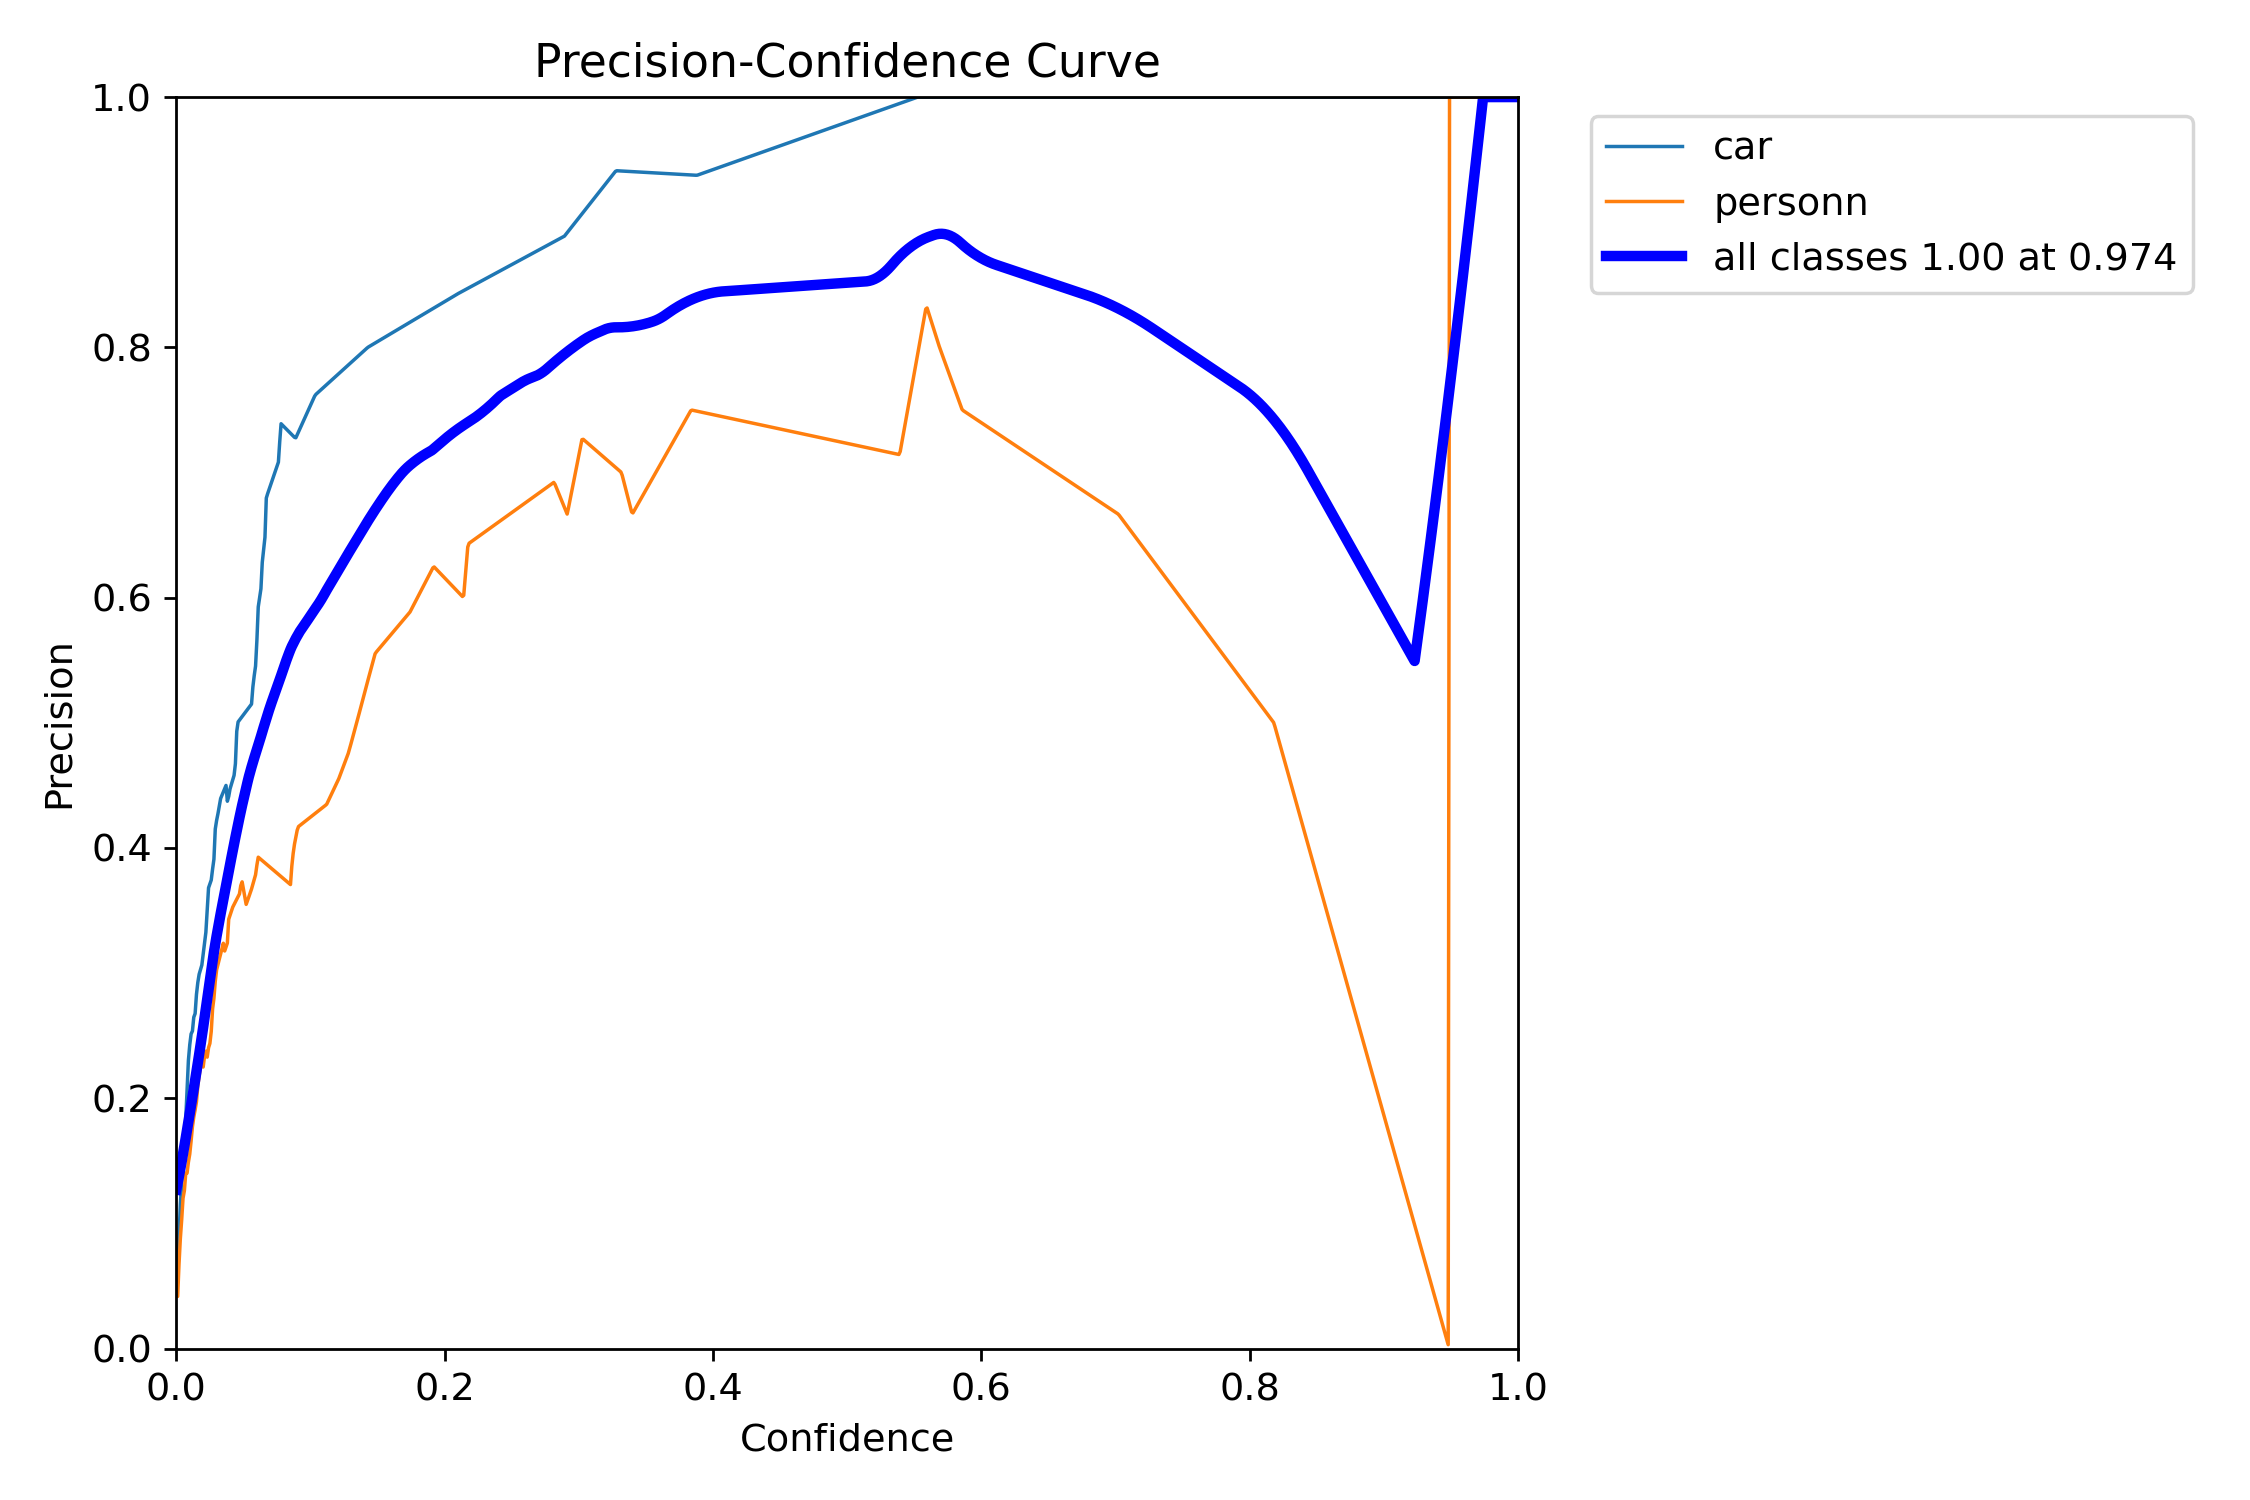 Precision-Confidence Curve
1.0
0.8
0.6
0.4
0.2
0.0
Precision
0.0 0.2 0.4 0.6 0.8 1.0
Confidence
car
personn
all classes 1.00 at 0.974